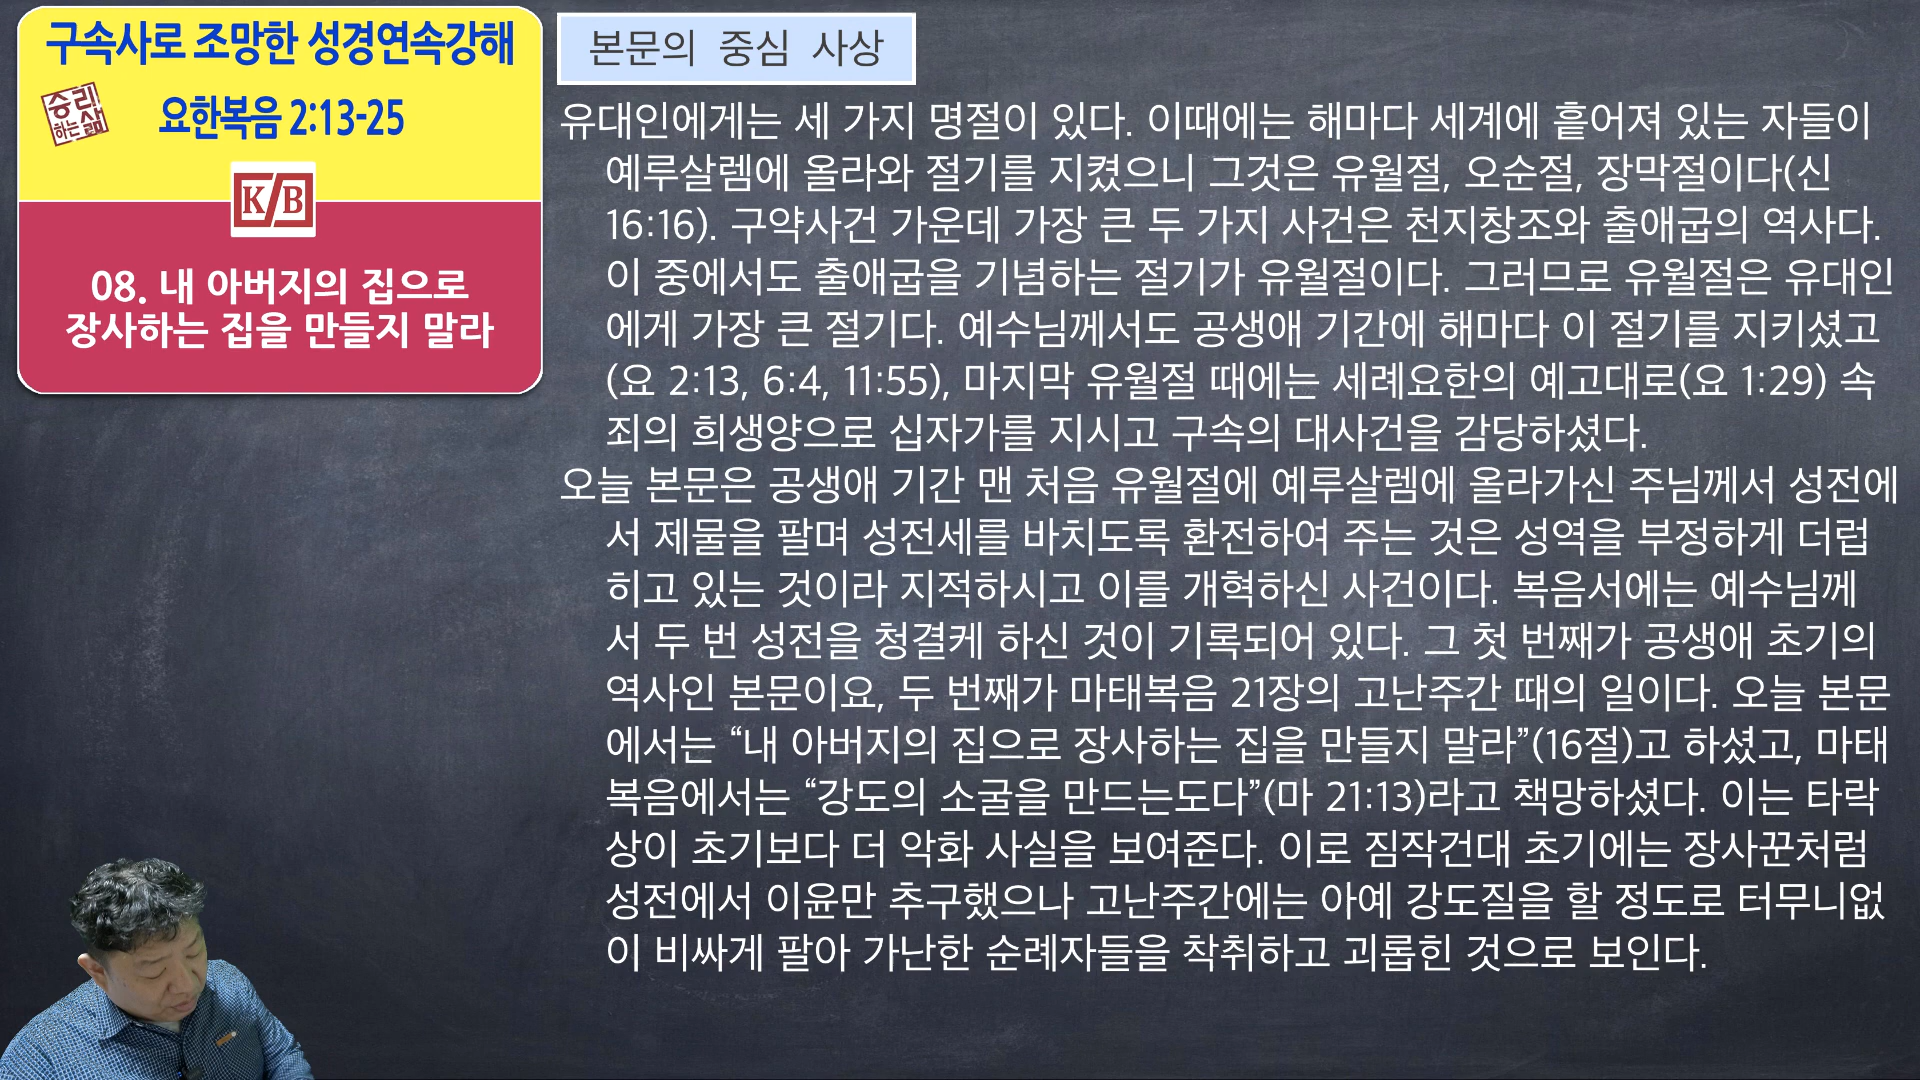 구속사로 조망한 성경연속강해
승리
하는 삶
요한복음 2:13-25
K/B
08. 내 아버지의 집으로
장사하는 집을 만들지 말라
본문의 중심 사상
유대인에게는 세 가지 명절이 있다. 이때에는 해마다 세계에 흩어져 있는 자들이
예루살렘에 올라와 절기를 지켰으니 그것은 유월절, 오순절, 장막절이다(신
16:16). 구약사건 가운데 가장 큰 두 가지 사건은 천지창조와 출애굽의 역사다.
이 중에서도 출애굽을 기념하는 절기가 유월절이다. 그러므로 유월절은 유대인
에게 가장 큰 절기다. 예수님께서도 공생애 기간에 해마다 이 절기를 지키셨고
(요 2:13, 6:4, 11:55), 마지막 유월절 때에는 세례요한의 예고대로(요 1:29) 속
죄의 희생양으로 십자가를 지시고 구속의 대사건을 감당하셨다.
오늘 본문은 공생애 기간 맨 처음 유월절에 예루살렘에 올라가신 주님께서 성전에
서 제물을 팔며 성전세를 바치도록 환전하여 주는 것은 성역을 부정하게 더럽
히고 있는 것이라 지적하시고 이를 개혁하신 사건이다. 복음서에는 예수님께
서 두 번 성전을 청결케 하신 것이 기록되어 있다. 그 첫 번째가 공생애 초기의
역사인 본문이요, 두 번째가 마태복음 21장의 고난주간 때의 일이다. 오늘 본문
에서는 “내 아버지의 집으로 장사하는 집을 만들지 말라”(16절)고 하셨고, 마태
복음에서는 “강도의 소굴을 만드는도다”(마 21:13)라고 책망하셨다. 이는 타락
상이 초기보다 더 악화 사실을 보여준다. 이로 짐작건대 초기에는 장사꾼처럼
성전에서 이윤만 추구했으나 고난주간에는 아예 강도질을 할 정도로 터무니없
이 비싸게 팔아 가난한 순례자들을 착취하고 괴롭힌 것으로 보인다.